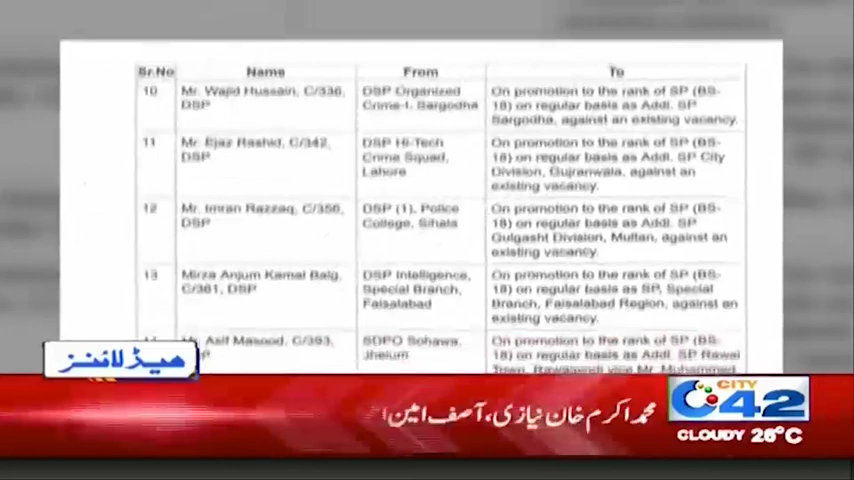 Sr.No Name From To
10 Mr. Wajid Hussain, C/336, DSP Organized On promotion to the rank of SP (BS-
DSP Crime-I, Sargodha 18) on regular basis as Addl. SP
Sargodha, against an existing vacancy.
11 Mr. Ejaz Rashid, C/342, DSP Hi-Tech On promotion to the rank of SP (BS-
DSP Crime Squad, 18) on regular basis as Addl. SP City
Lahore Division, Gujranwala, against an
existing vacancy.
12 Mr. Imran Razzaq, C/356, DSP (1), Police On promotion to the rank of SP (BS-
DSP College, Sihala 18) on regular basis as Addl. SP
Gulgasht Division, Multan, against an
existing vacancy.
13 Mirza Anjum Kamal Baig, DSP Intelligence, On promotion to the rank of SP (BS-
C/361, DSP Special Branch, 18) on regular basis as SP, Special
Faisalabad Branch, Faisalabad Region, against an
existing vacancy.
Asif Masood, C/393, SDPO Sohawa, On promotion to the rank of SP (BS-
Jhelum 18) on regular basis as Addl. SP Rawal
Town, Rawalpindi vice Mr. Muhammed
ہیڈلائنز
محمد اکرم خان نیازی، آصف امین
CITY
42
CLOUDY 26°C